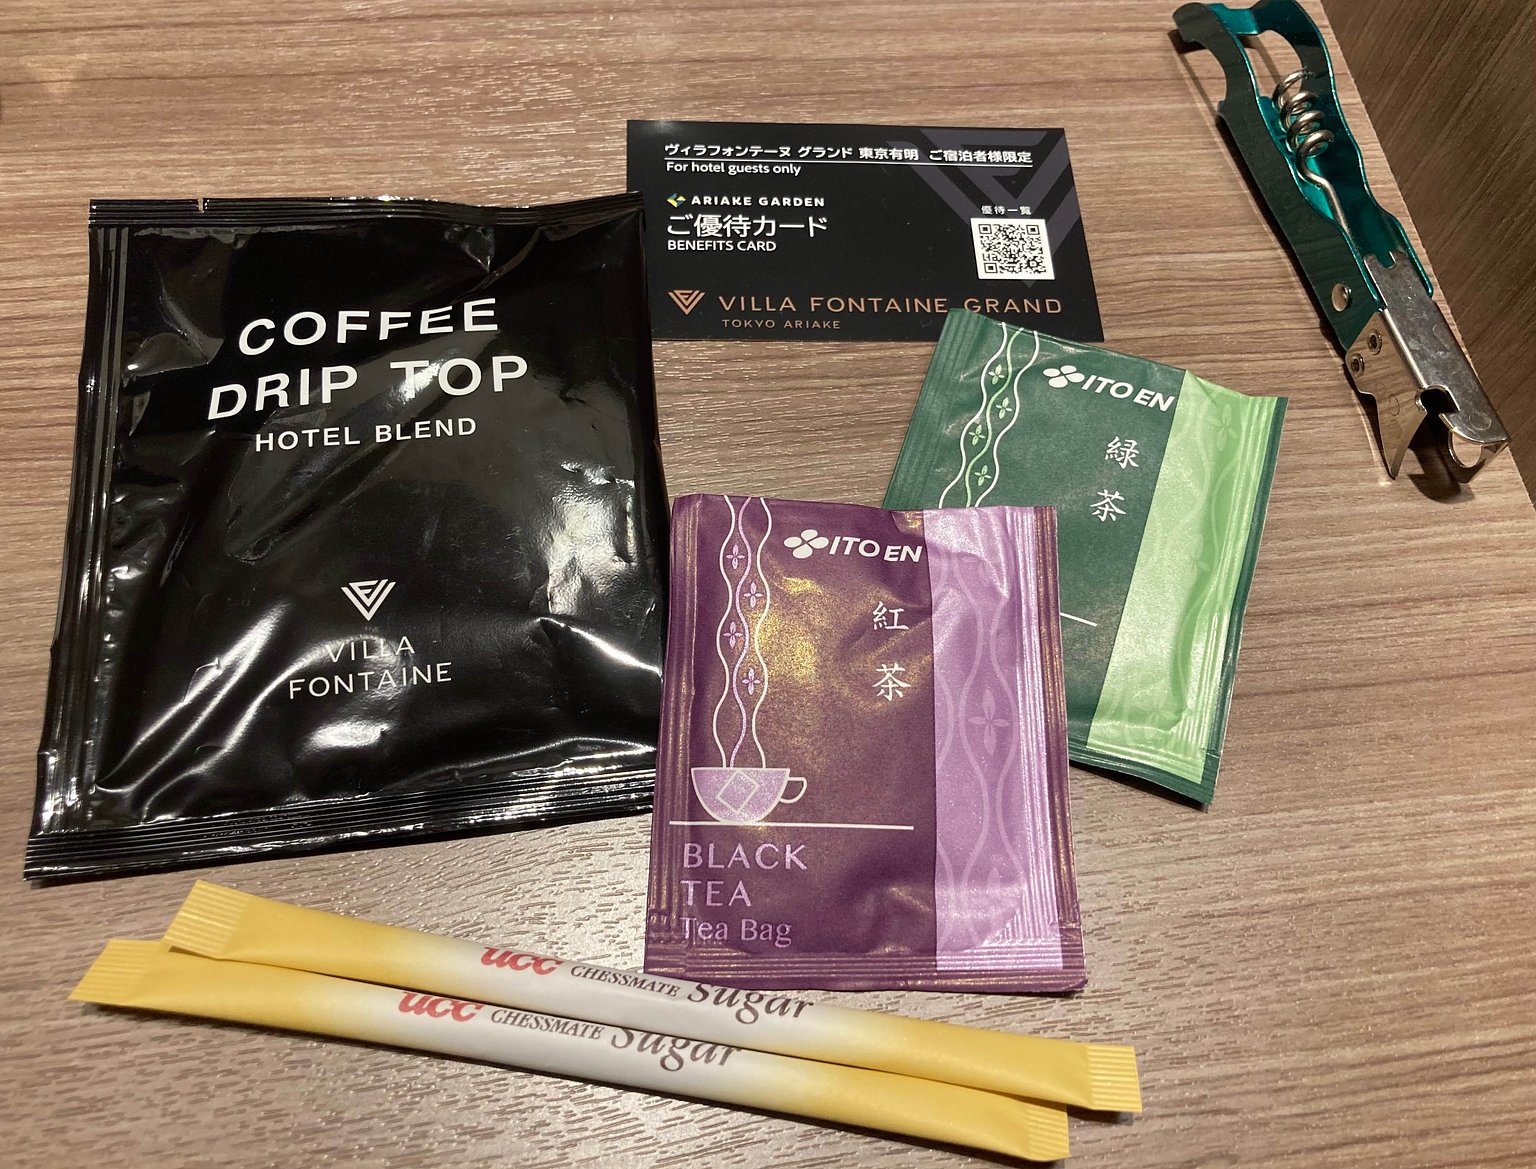 COFFEE
DRIP TOP
HOTEL BLEND
VILLA
FONTAINE
ヴィラフォンテーヌ グランド 東京有明 ご宿泊者様限定
For hotel guests only
ARIAKE GARDEN
ご優待カード
BENEFITS CARD
優待一覧
VILLA FONTAINE GRAND
TOKYO ARIAKE
ITO EN
緑茶
ITO EN
紅茶
BLACK
TEA
Tea Bag
ucc CHESSMATE Sugar
ucc CHESSMATE Sugar